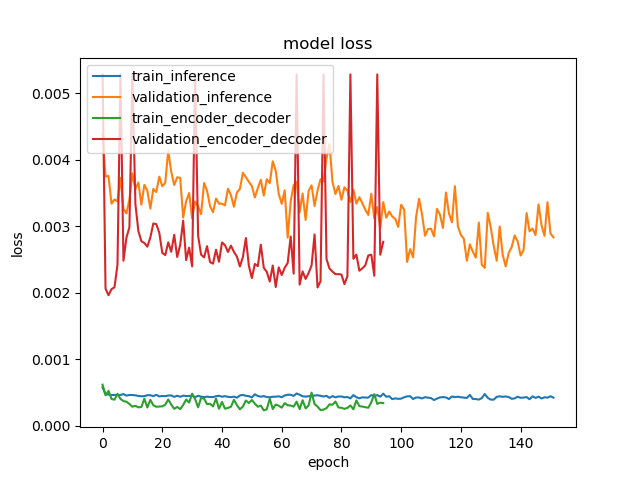 model loss
train_inference
validation_inference
train_encoder_decoder
validation_encoder_decoder
loss
0.005
0.004
0.003
0.002
0.001
0.000
0 20 40 60 80 100 120 140
epoch